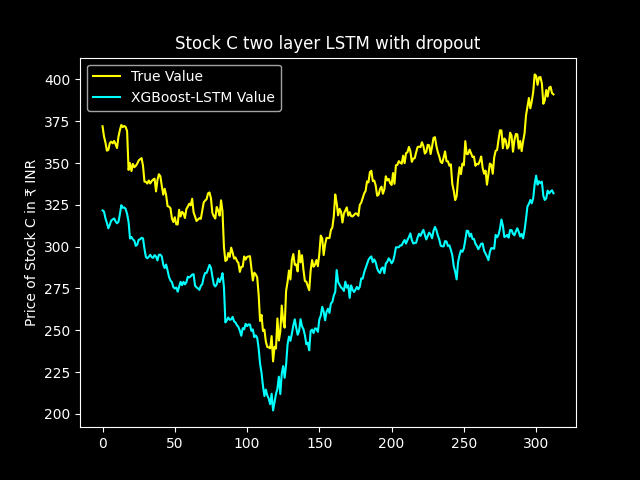 Stock C two layer LSTM with dropout
True Value
XGBoost-LSTM Value
Price of Stock C in ₹ INR
400
375
350
325
300
275
250
225
200
0 50 100 150 200 250 300